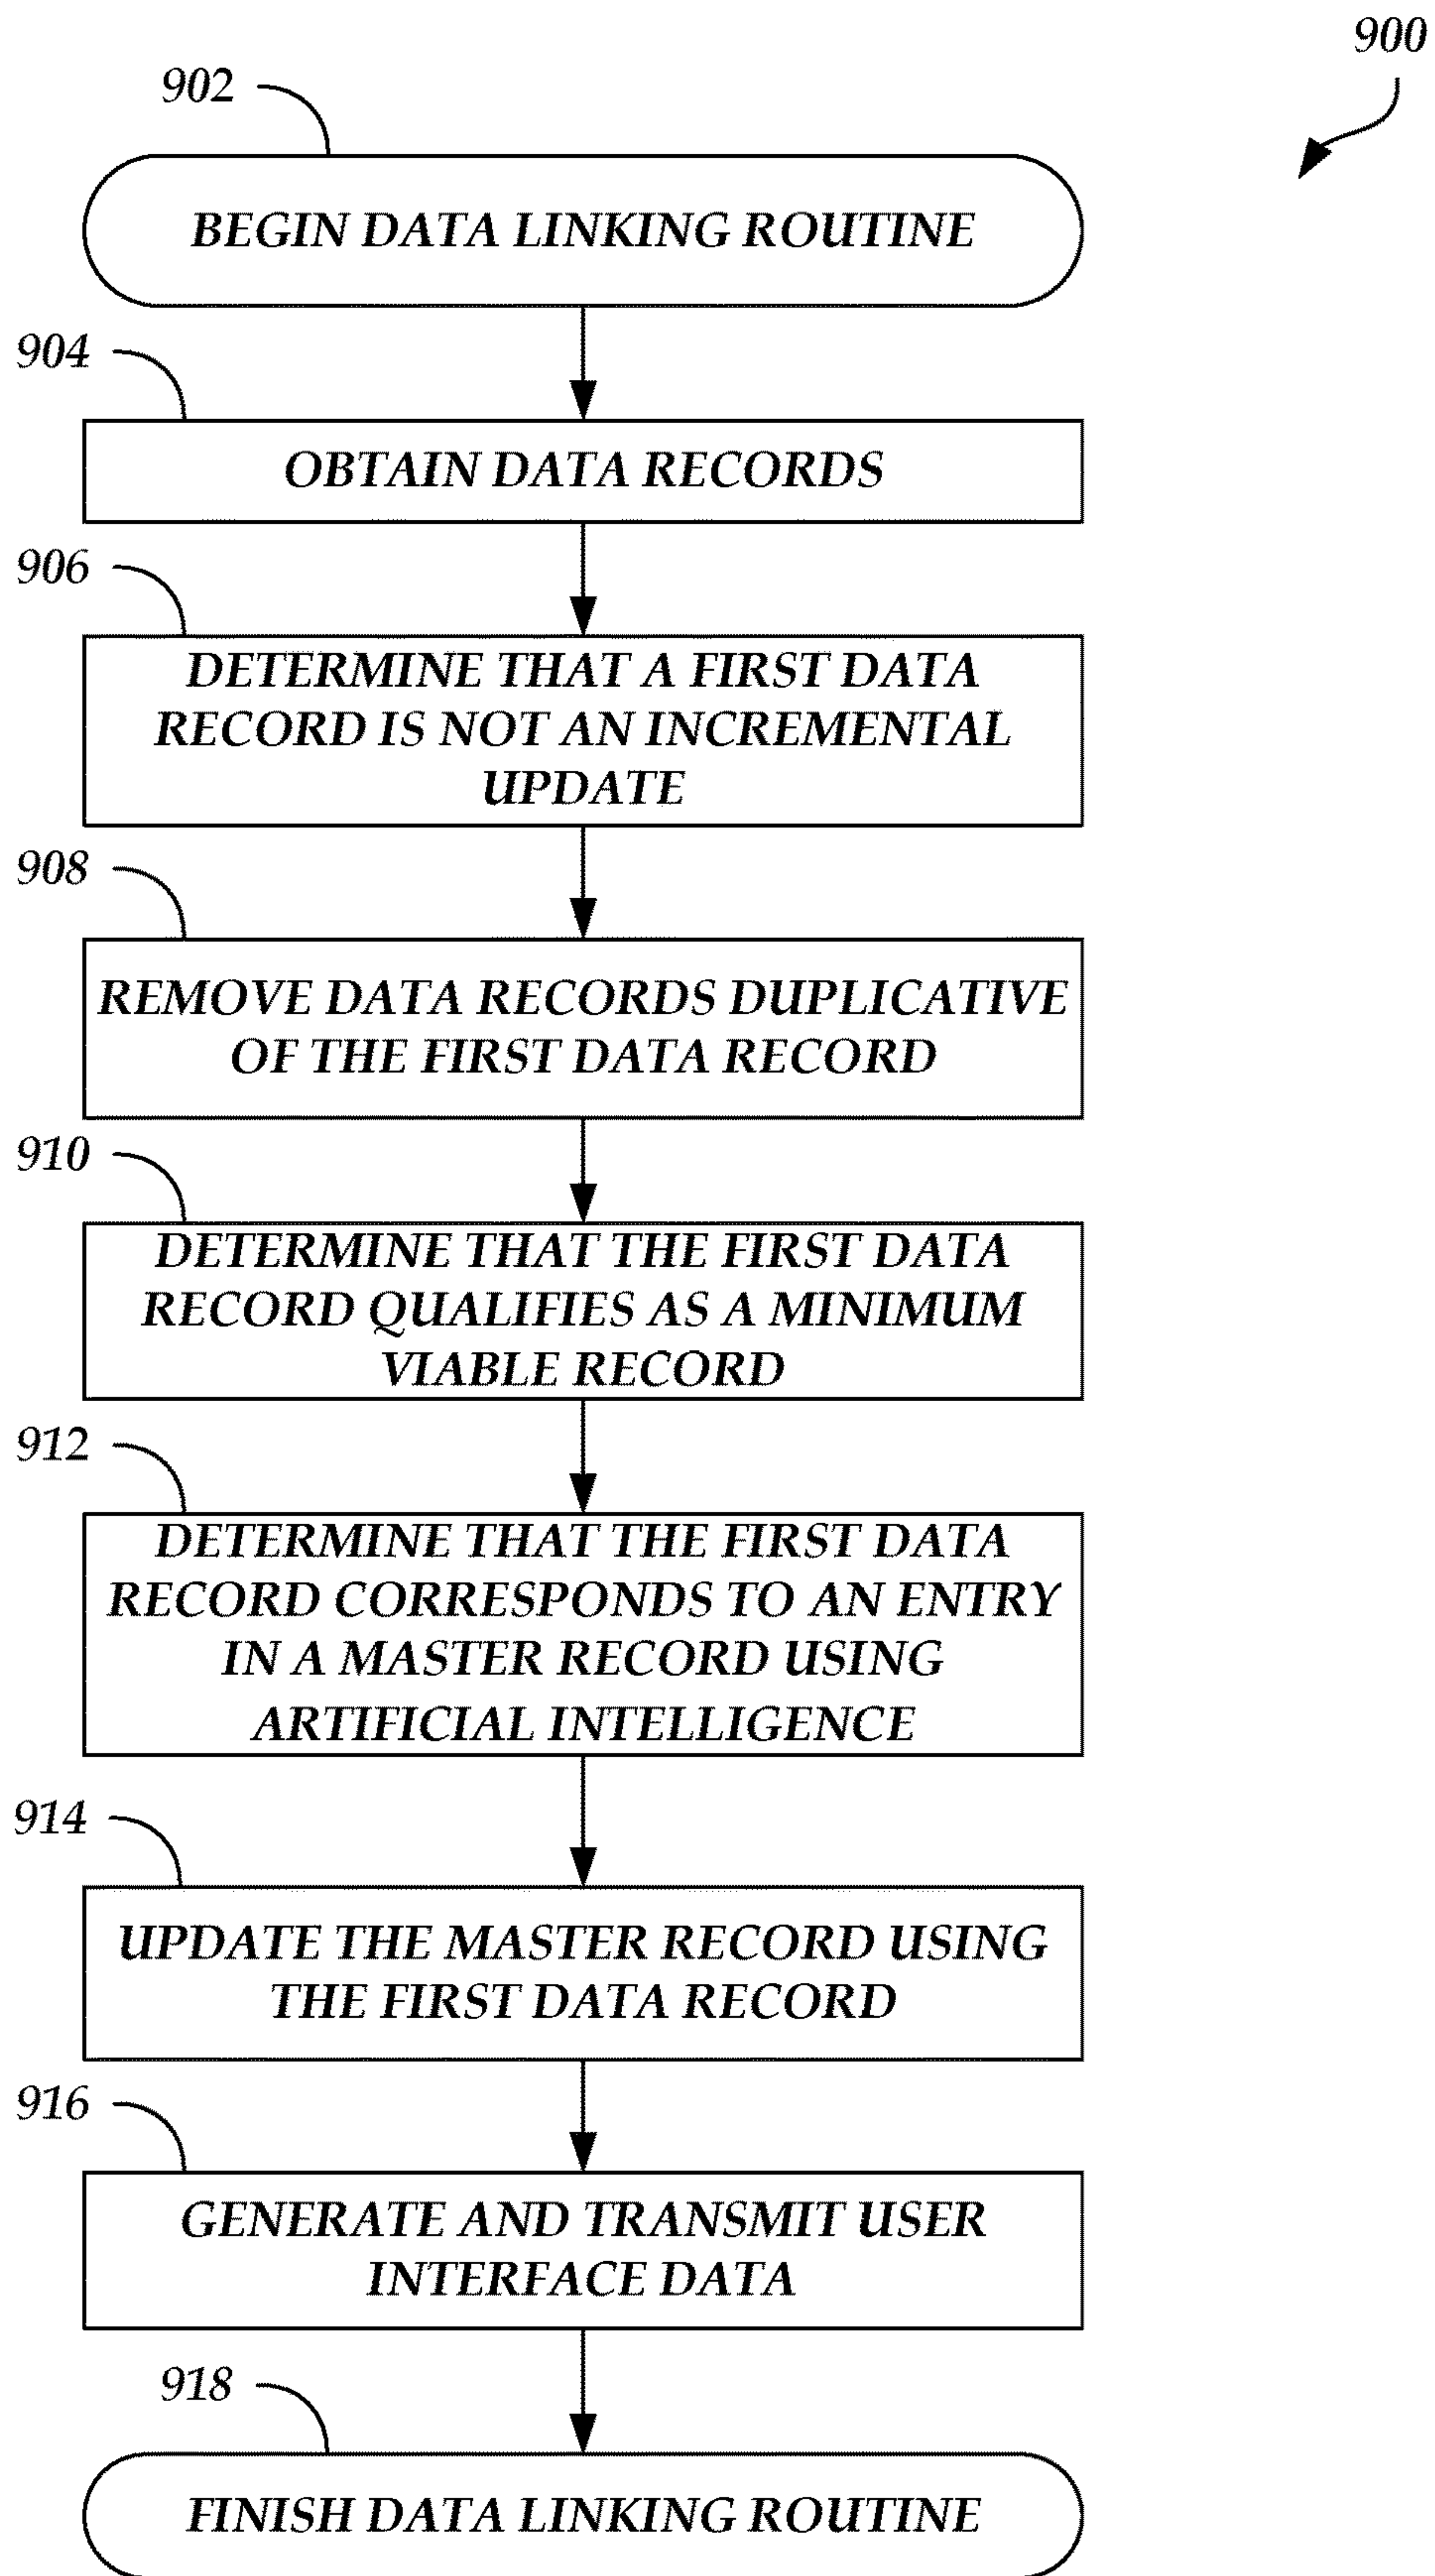 900
902
BEGIN DATA LINKING ROUTINE
904
OBTAIN DATA RECORDS
906
DETERMINE THAT A FIRST DATA
RECORD IS NOT AN INCREMENTAL
UPDATE
908
REMOVE DATA RECORDS DUPLICATIVE
OF THE FIRST DATA RECORD
910
DETERMINE THAT THE FIRST DATA
RECORD QUALIFIES AS A MINIMUM
VIABLE RECORD
912
DETERMINE THAT THE FIRST DATA
RECORD CORRESPONDS TO AN ENTRY
IN A MASTER RECORD USING
ARTIFICIAL INTELLIGENCE
914
UPDATE THE MASTER RECORD USING
THE FIRST DATA RECORD
916
GENERATE AND TRANSMIT USER
INTERFACE DATA
918
FINISH DATA LINKING ROUTINE